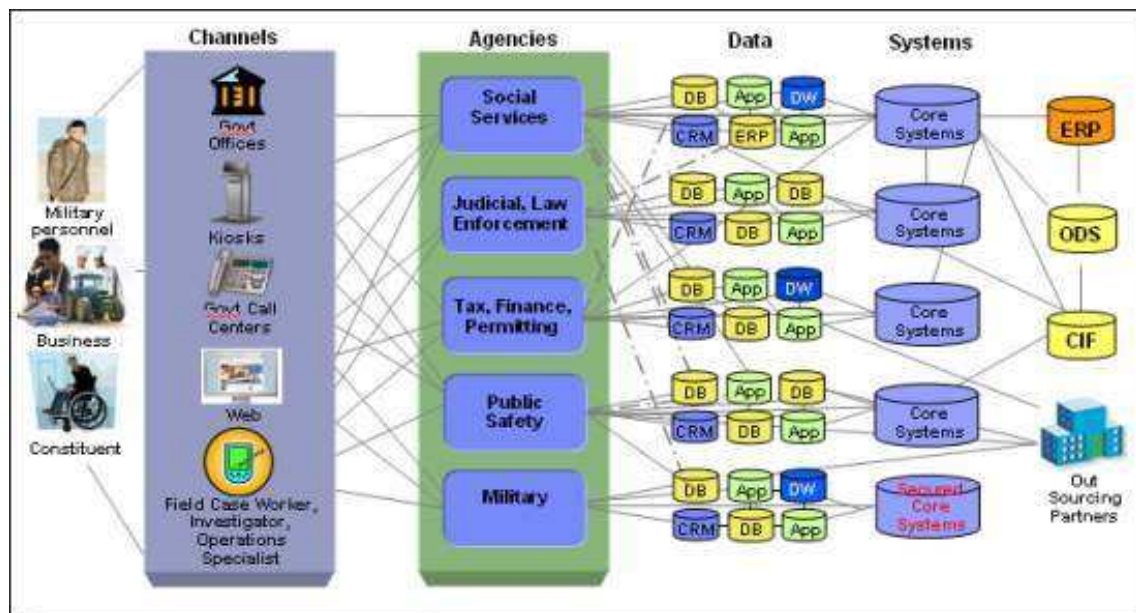 Channels
Agencies
Data
Systems
Military
personnel
Business
Constituent
Govt
Offices
Kiosks
Govt Call
Centers
Web
Field Case Worker,
Investigator,
Operations
Specialist
Social
Services
Judicial, Law
Enforcement
Tax, Finance,
Permitting
Public
Safety
Military
DB App DW
CRM ERP App
DB App DB
CRM DB App
DB App DW
CRM DB App
DB App DB
CRM DB App
DB App DW
CRM DB App
Core
Systems
Core
Systems
Core
Systems
Core
Systems
Secured
Core
Systems
ERP
ODS
CIF
Out
Sourcing
Partners